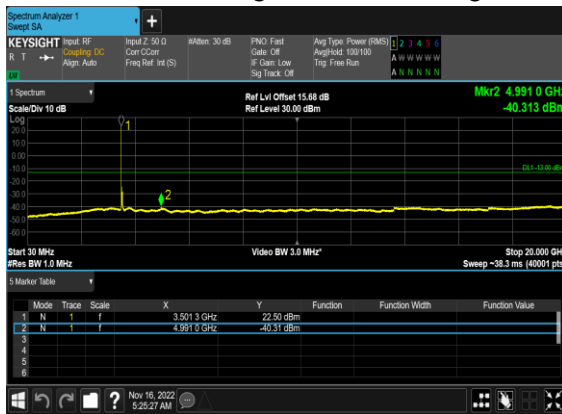 Spectrum Analyzer 1
Swept SA
KEYSIGHT Input: RF Input Z: 50 Ω #Atten: 30 dB PNO: Fast Avg Type: Power (RMS) 1 2 3 4 5 6
R T Coupling: DC Corr CCorr Gate: Off Avg|Hold: 100/100 A W W W W W
Align: Auto Freq Ref: Int (S) IF Gain: Low Trig: Free Run
LXI Sig Track: Off A N N N N N
1 Spectrum Ref Lvl Offset 15.68 dB Mkr2 4.991 0 GHz
Scale/Div 10 dB Ref Level 30.00 dBm -40.313 dBm
Log
20.0 1
10.0
0.00
-10.0 DL1 -13.00 dBm
-20.0
-30.0
-40.0 2
-50.0
-60.0
Start 30 MHz Video BW 3.0 MHz* Stop 20.000 GHz
#Res BW 1.0 MHz Sweep ~38.3 ms (40001 pts)
5 Marker Table
Mode Trace Scale X Y Function Function Width Function Value
1 N 1 f 3.501 3 GHz 22.50 dBm
2 N 1 f 4.991 0 GHz -40.31 dBm
3
4
5
6
? Nov 16, 2022
5:25:27 AM